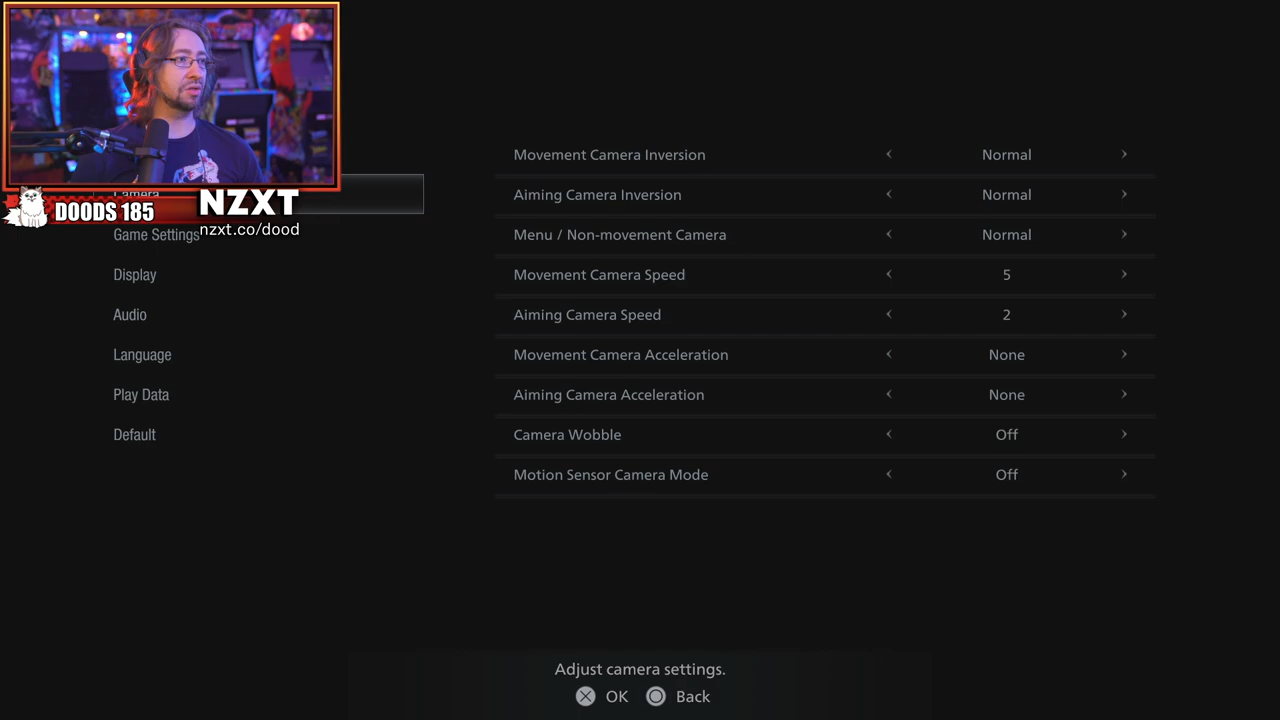 Camera
DOODS 185
NZXT
nzxt.co/dood
Game Settings
Display
Audio
Language
Play Data
Default
Movement Camera Inversion Normal
Aiming Camera Inversion Normal
Menu / Non-movement Camera Normal
Movement Camera Speed 5
Aiming Camera Speed 2
Movement Camera Acceleration None
Aiming Camera Acceleration None
Camera Wobble Off
Motion Sensor Camera Mode Off
Adjust camera settings.
OK Back